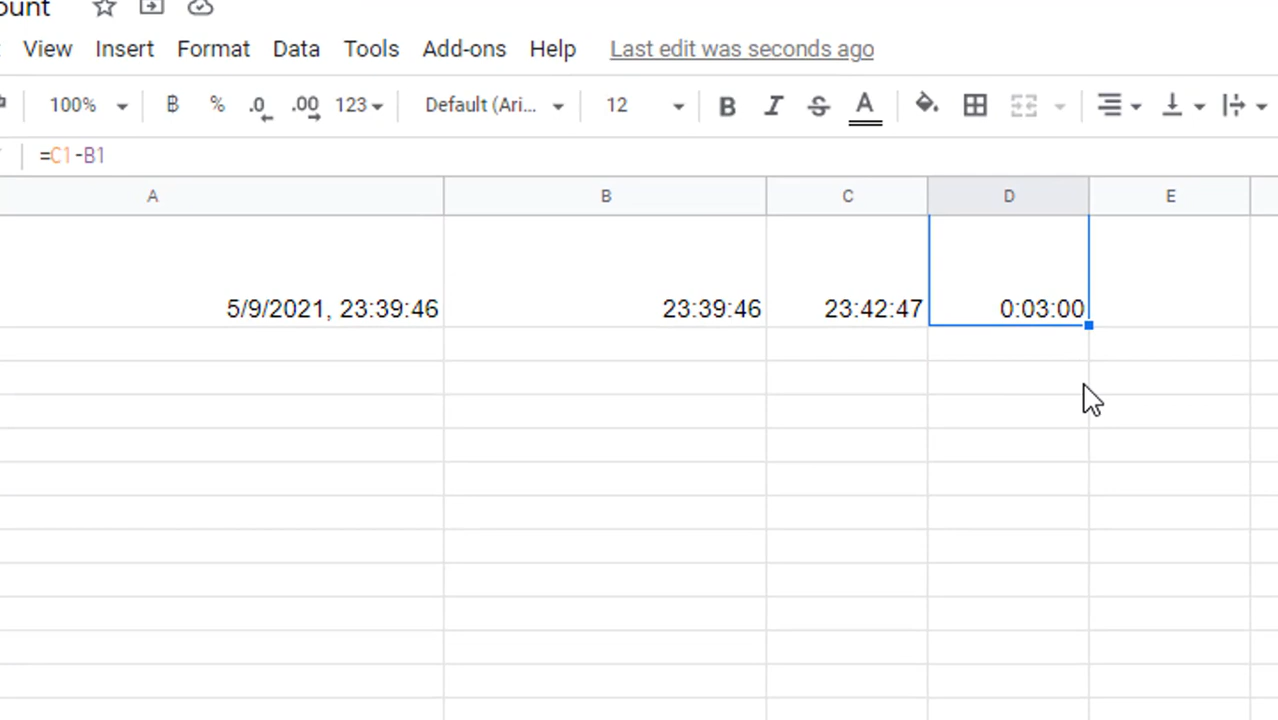 ount
View Insert Format Data Tools Add-ons Help Last edit was seconds ago
100% ฿ % .0 .00 123 Default (Ari... 12 B I S A
=C1-B1
A B C D E
5/9/2021, 23:39:46 23:39:46 23:42:47 0:03:00